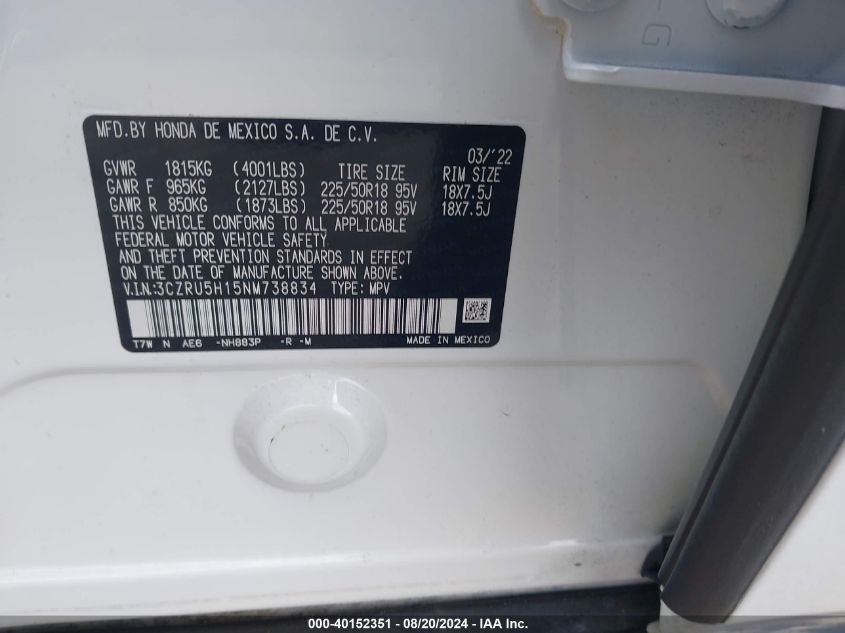 G
MFD.BY HONDA DE MEXICO S.A. DE C.V.
03/'22
GVWR 1815KG (4001LBS) TIRE SIZE RIM SIZE
GAWR F 965KG (2127LBS) 225/50R18 95V 18X7.5J
GAWR R 850KG (1873LBS) 225/50R18 95V 18X7.5J
THIS VEHICLE CONFORMS TO ALL APPLICABLE
FEDERAL MOTOR VEHICLE SAFETY
AND THEFT PREVENTION STANDARDS IN EFFECT
ON THE DATE OF MANUFACTURE SHOWN ABOVE.
V.I.N.:3CZRU5H15NM738834 TYPE: MPV
T7W N AE6 -NH883P -R -M MADE IN MEXICO
000-40152351 - 08/20/2024 - IAA Inc.